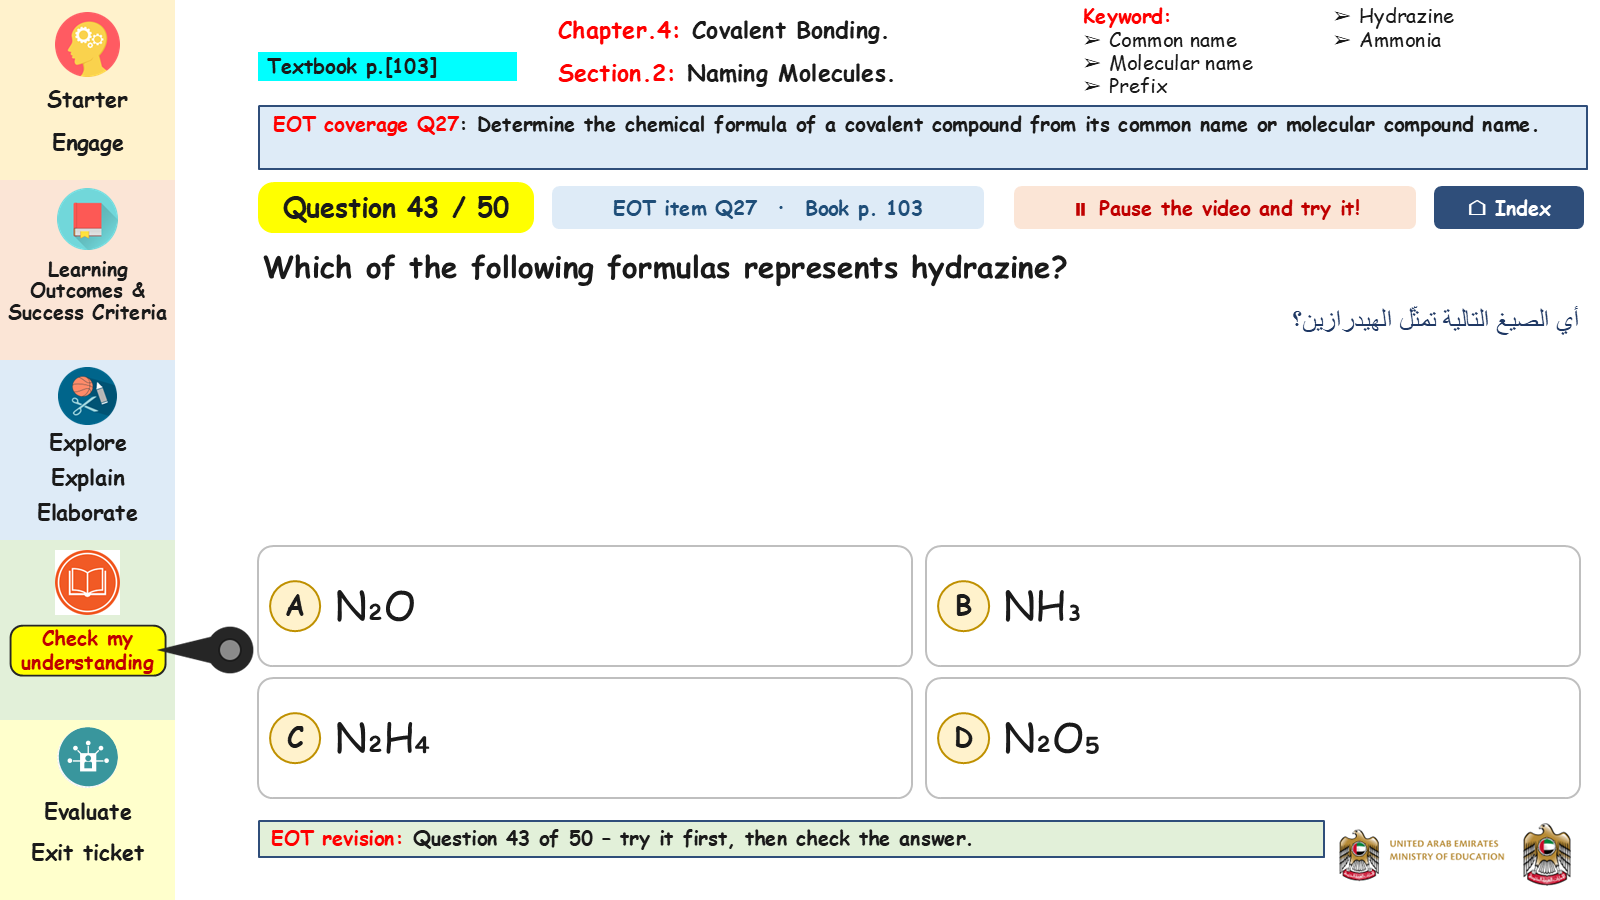 Starter
Engage
Learning
Outcomes &
Success Criteria
Explore
Explain
Elaborate
Check my
understanding
Evaluate
Exit ticket
Textbook p.[103]
Chapter.4: Covalent Bonding.
Section.2: Naming Molecules.
Keyword:
➢ Common name
➢ Molecular name
➢ Prefix
➢ Hydrazine
➢ Ammonia
EOT coverage Q27: Determine the chemical formula of a covalent compound from its common name or molecular compound name.
Question 43 / 50
EOT item Q27 · Book p. 103
⏸ Pause the video and try it!
Index
Which of the following formulas represents hydrazine?
أي الصيغ التالية تمثّل الهيدرازين؟
A N₂O
B NH₃
C N₂H₄
D N₂O₅
EOT revision: Question 43 of 50 – try it first, then check the answer.
UNITED ARAB EMIRATES
MINISTRY OF EDUCATION